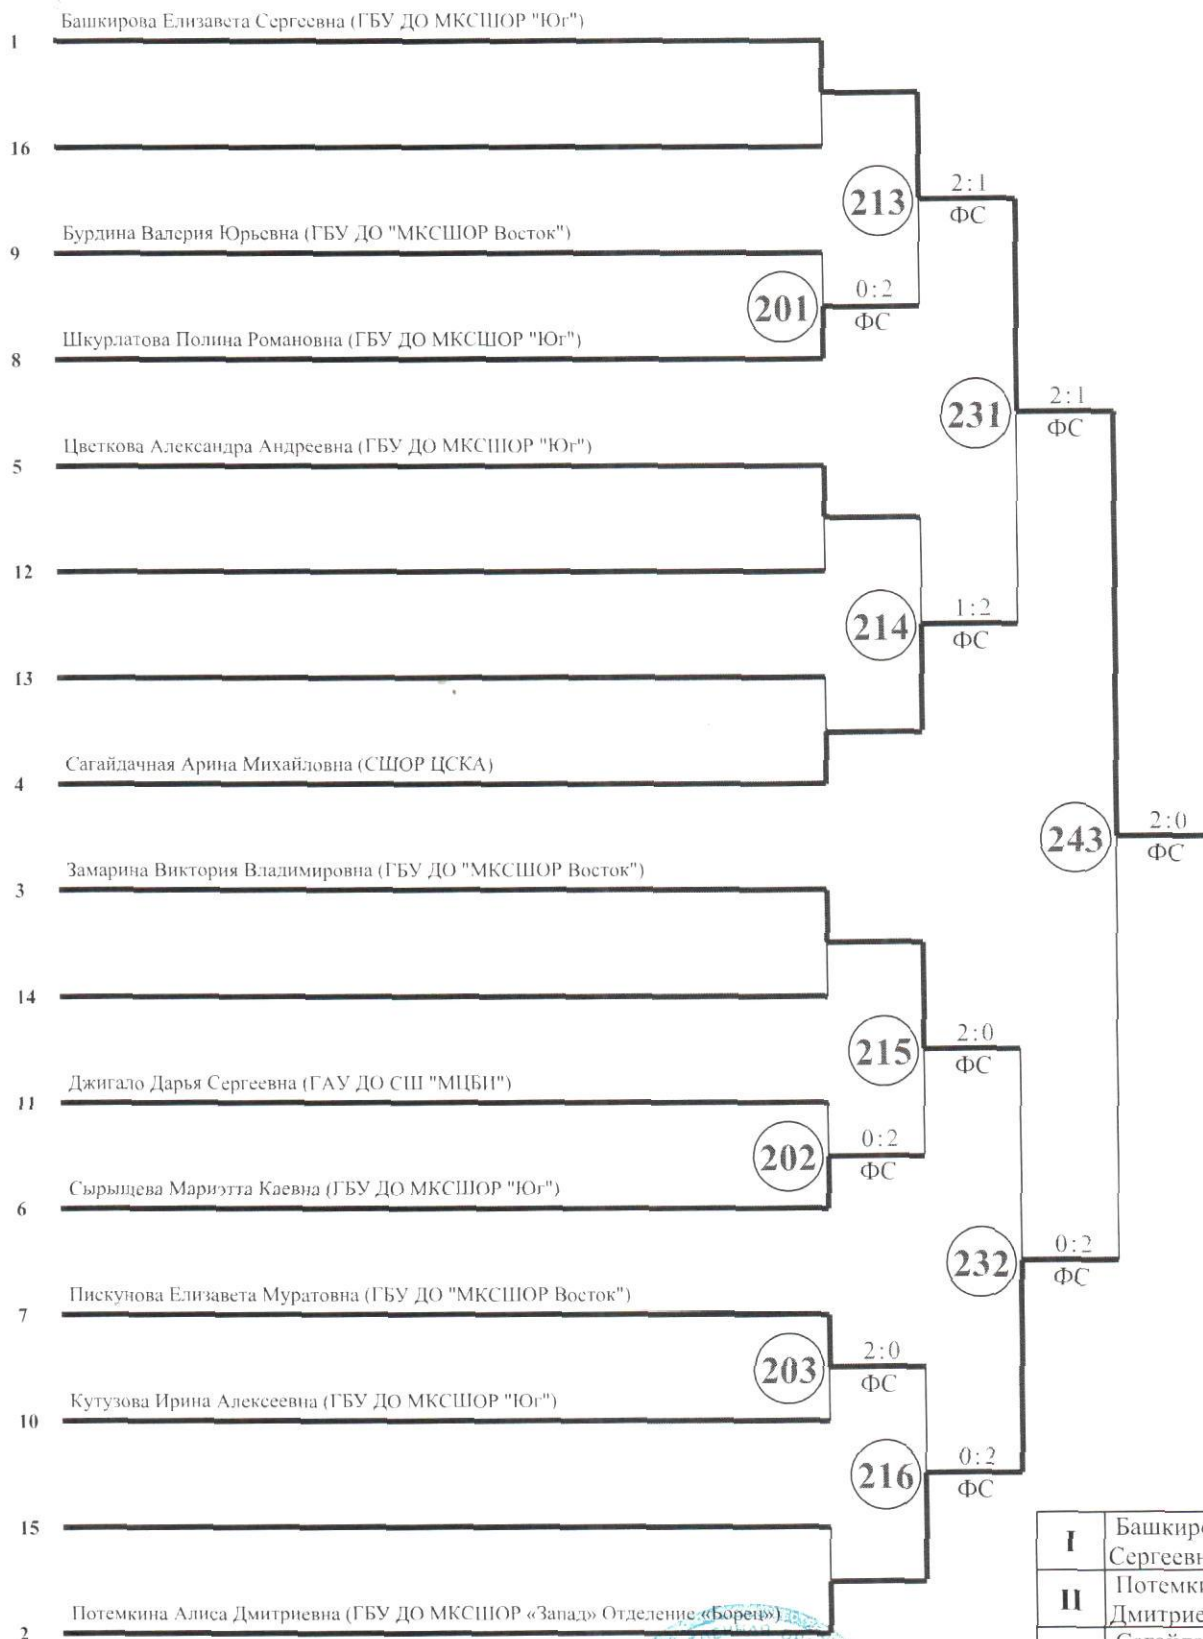 Башкирова Елизавета Сергеевна (ГБУ ДО МКСШОР "Юг")
1
16
213
2:1
ФС
Бурдина Валерия Юрьевна (ГБУ ДО "МКСШОР Восток")
9
201
0:2
ФС
Шкурлатова Полина Романовна (ГБУ ДО МКСШОР "Юг")
8
231
2:1
ФС
Цветкова Александра Андреевна (ГБУ ДО МКСШОР "Юг")
5
12
214
1:2
ФС
13
Сагайдачная Арина Михайловна (СШОР ЦСКА)
4
243
2:0
ФС
Замарина Виктория Владимировна (ГБУ ДО "МКСШОР Восток")
3
14
215
2:0
ФС
Джигало Дарья Сергеевна (ГАУ ДО СШ "МЦБИ")
11
202
0:2
ФС
Сырыщева Мариэтта Каевна (ГБУ ДО МКСШОР "Юг")
6
232
0:2
ФС
Пискунова Елизавета Муратовна (ГБУ ДО "МКСШОР Восток")
7
203
2:0
ФС
Кутузова Ирина Алексеевна (ГБУ ДО МКСШОР "Юг")
10
216
0:2
ФС
15
Потемкина Алиса Дмитриевна (ГБУ ДО МКСШОР «Запад» Отделение «Борец»)
2
I
II